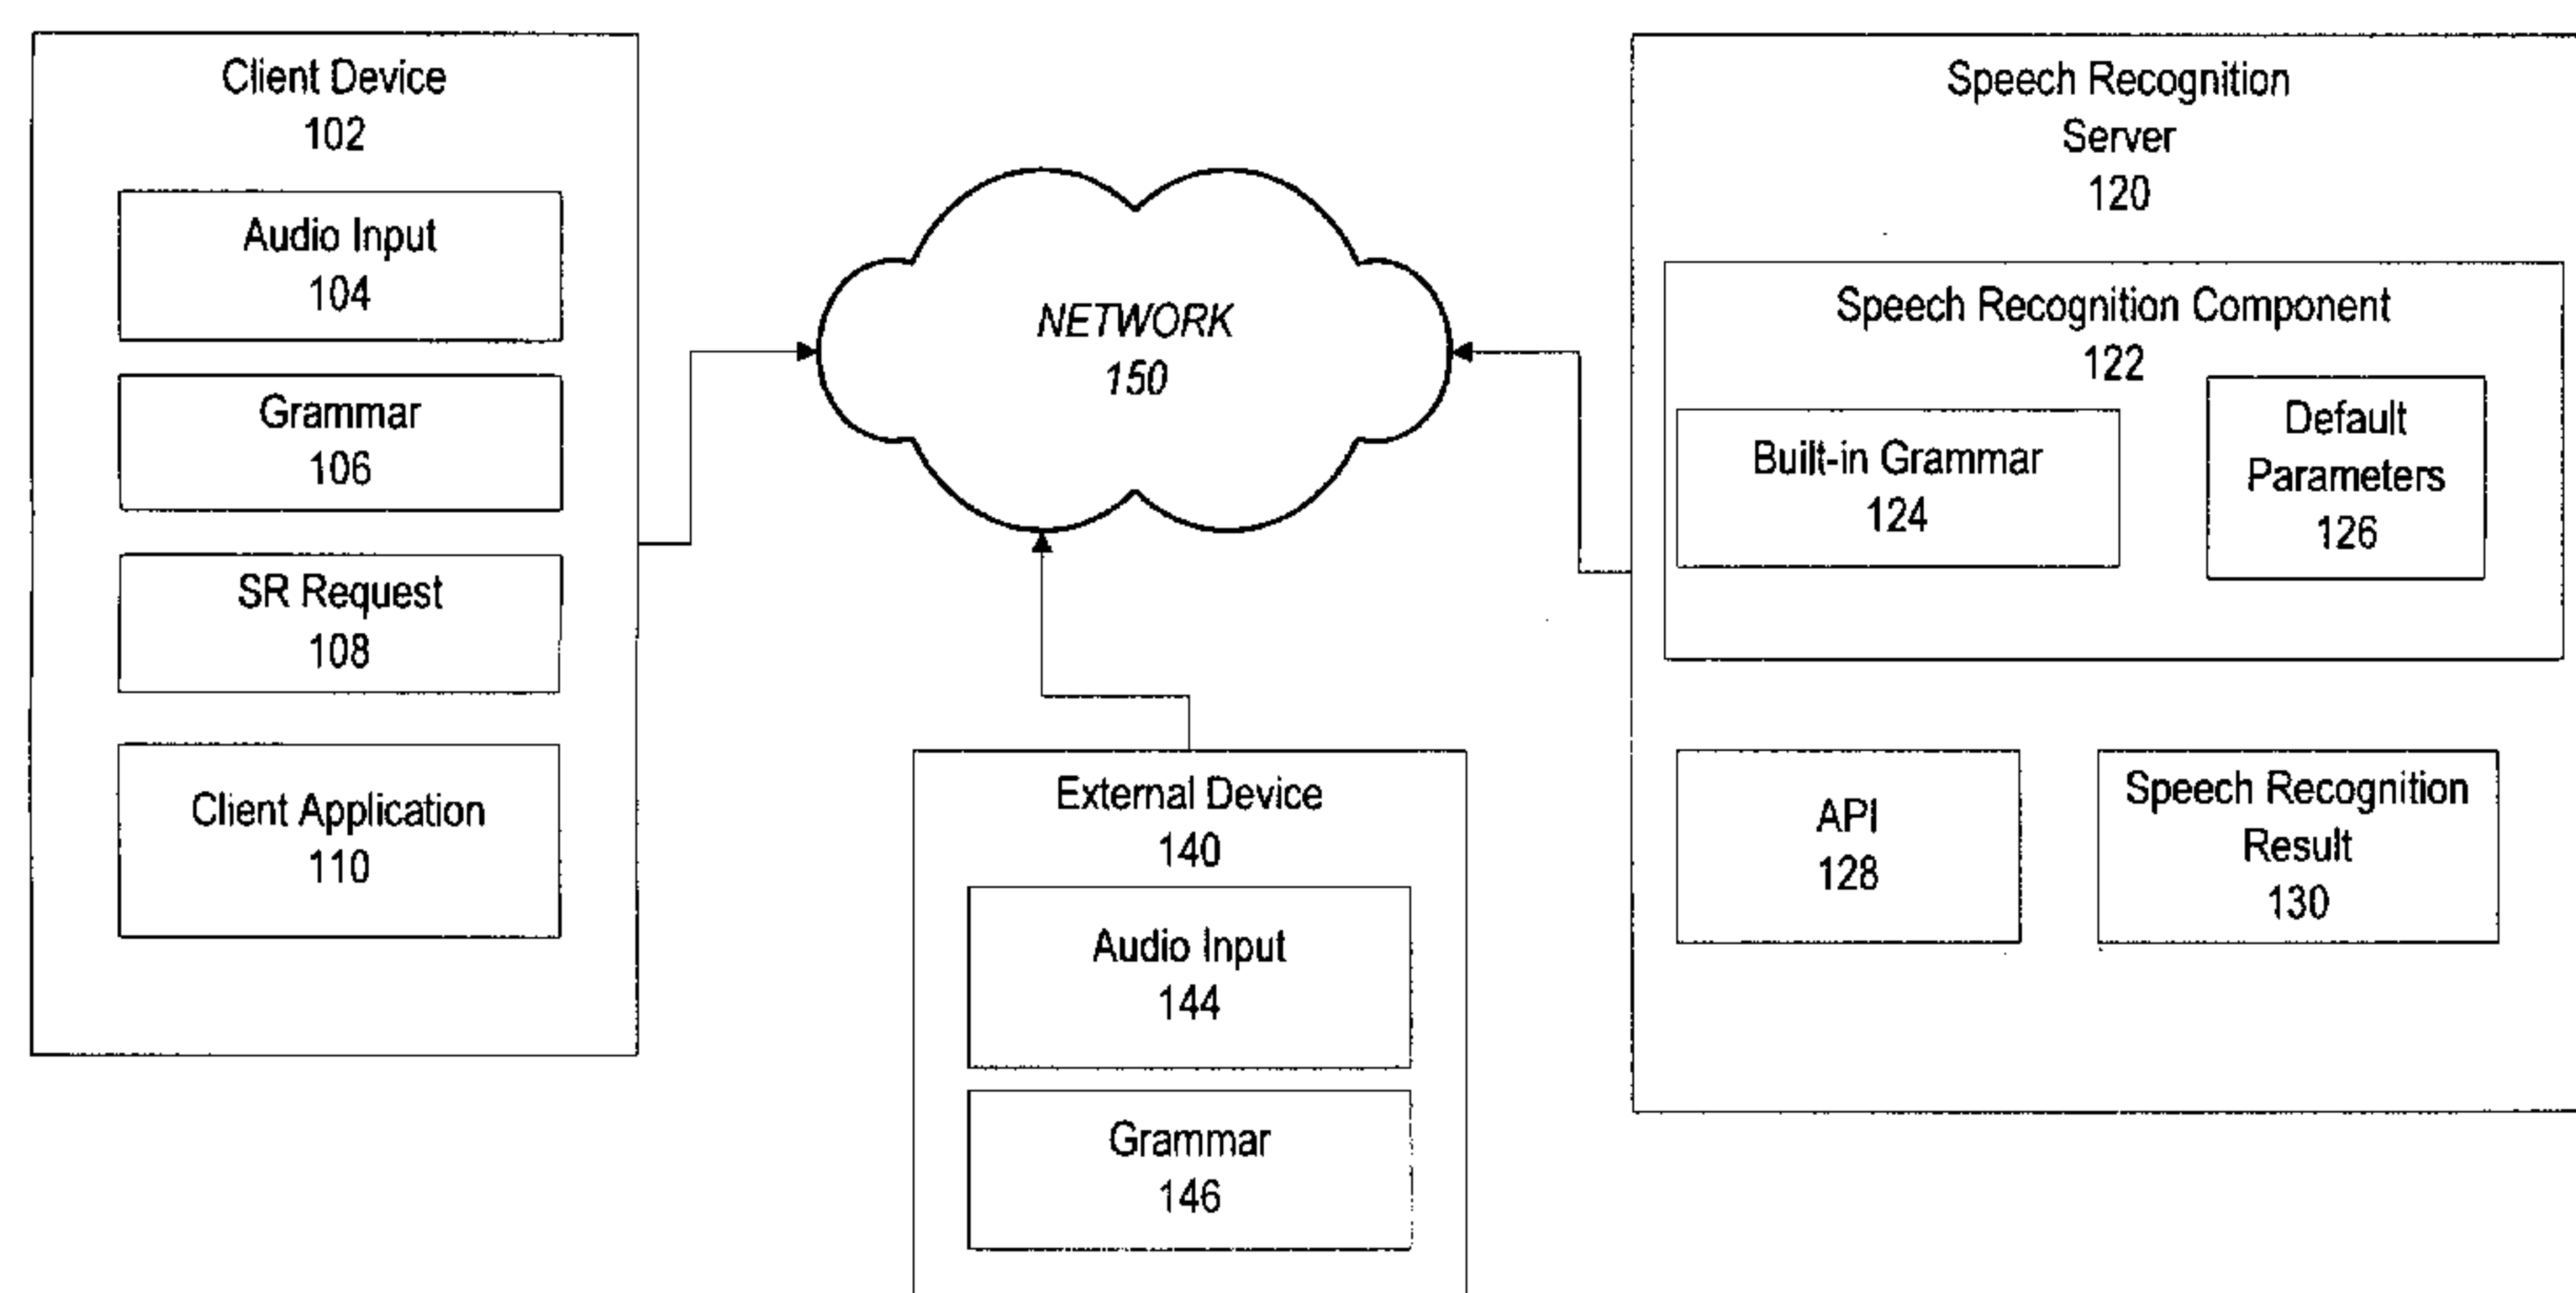 Client Device
102
Audio Input
104
Grammar
106
SR Request
108
Client Application
110
NETWORK
150
External Device
140
Audio Input
144
Grammar
146
Speech Recognition
Server
120
Speech Recognition Component
122
Built-in Grammar
124
Default
Parameters
126
API
128
Speech Recognition
Result
130